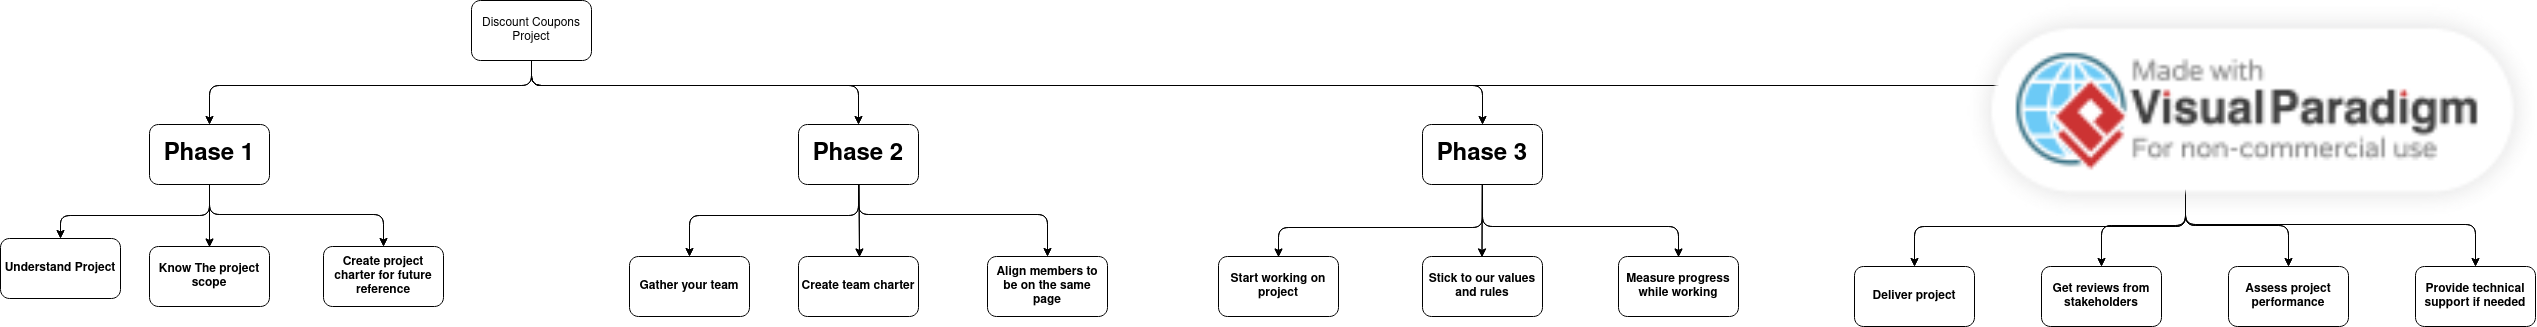 Discount Coupons
Project
Made with
Visual Paradigm
For non-commercial use
Phase 1
Phase 2
Phase 3
Understand Project
Know The project
scope
Create project
charter for future
reference
Gather your team
Create team charter
Align members to
be on the same
page
Start working on
project
Stick to our values
and rules
Measure progress
while working
Deliver project
Get reviews from
stakeholders
Assess project
performance
Provide technical
support if needed